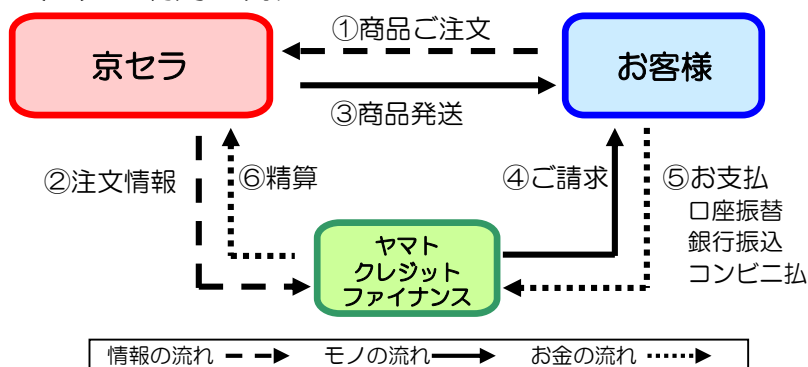 ①商品ご注文
京セラ
お客様
③商品発送
②注文情報
⑥精算
④ご請求
⑤お支払
口座振替
銀行振込
コンビニ払
ヤマト
クレジット
ファイナンス
情報の流れ
モノの流れ
お金の流れ